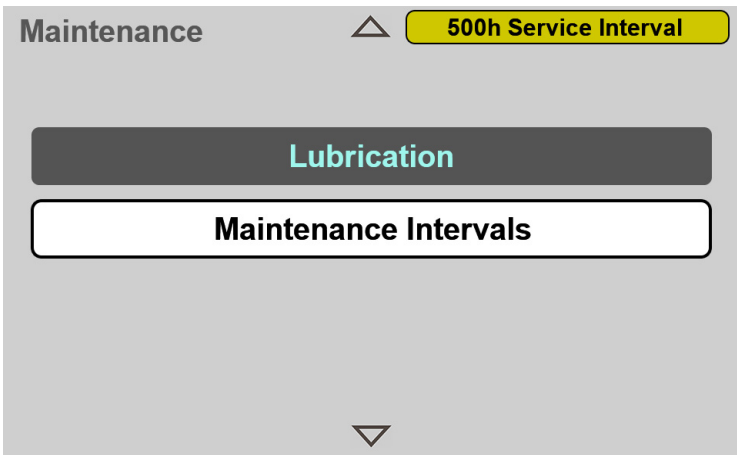 Maintenance
500h Service Interval
Lubrication
Maintenance Intervals